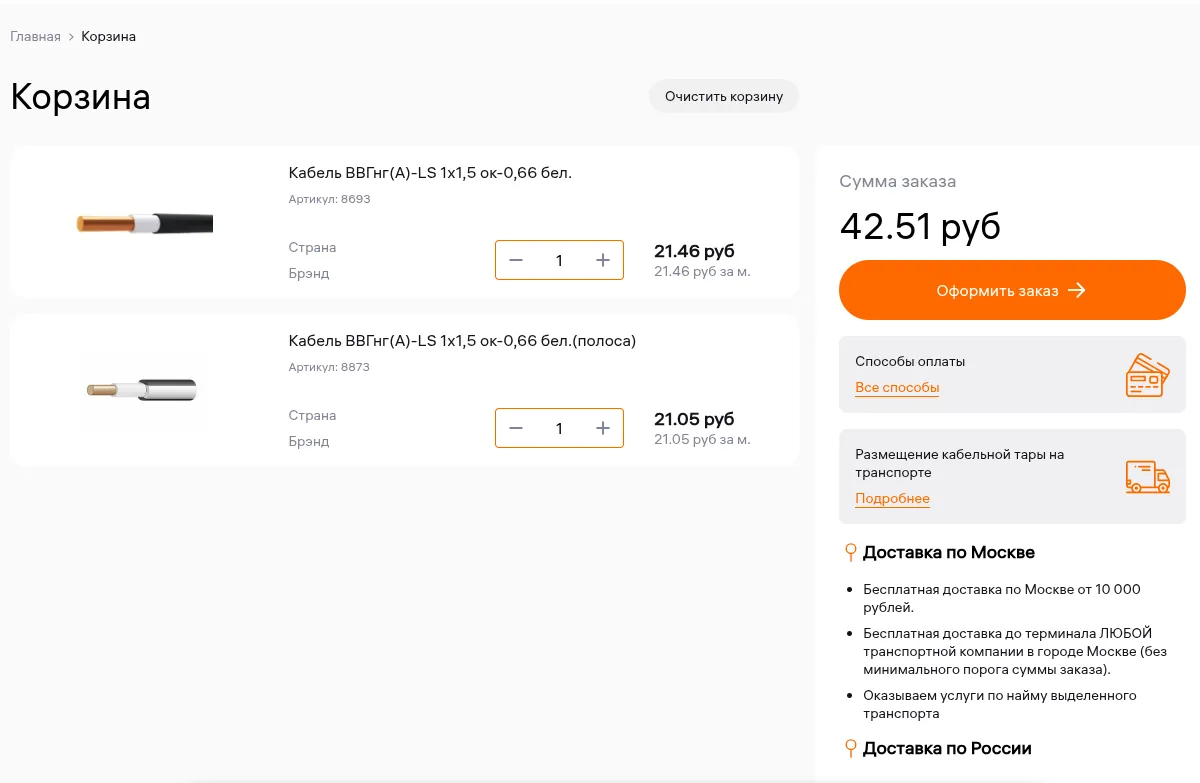 Главная > Корзина
Корзина
Очистить корзину
Кабель ВВГнг(А)-LS 1х1,5 ок-0,66 бел.
Артикул: 8693
Страна
Брэнд
− 1 +
21.46 руб
21.46 руб за м.
Кабель ВВГнг(А)-LS 1х1,5 ок-0,66 бел.(полоса)
Артикул: 8873
Страна
Брэнд
− 1 +
21.05 руб
21.05 руб за м.
Сумма заказа
42.51 руб
Оформить заказ →
Способы оплаты
Все способы
Размещение кабельной тары на
транспорте
Подробнее
Доставка по Москве
• Бесплатная доставка по Москве от 10 000
рублей.
• Бесплатная доставка до терминала ЛЮБОЙ
транспортной компании в городе Москве (без
минимального порога суммы заказа).
• Оказываем услуги по найму выделенного
транспорта
Доставка по России